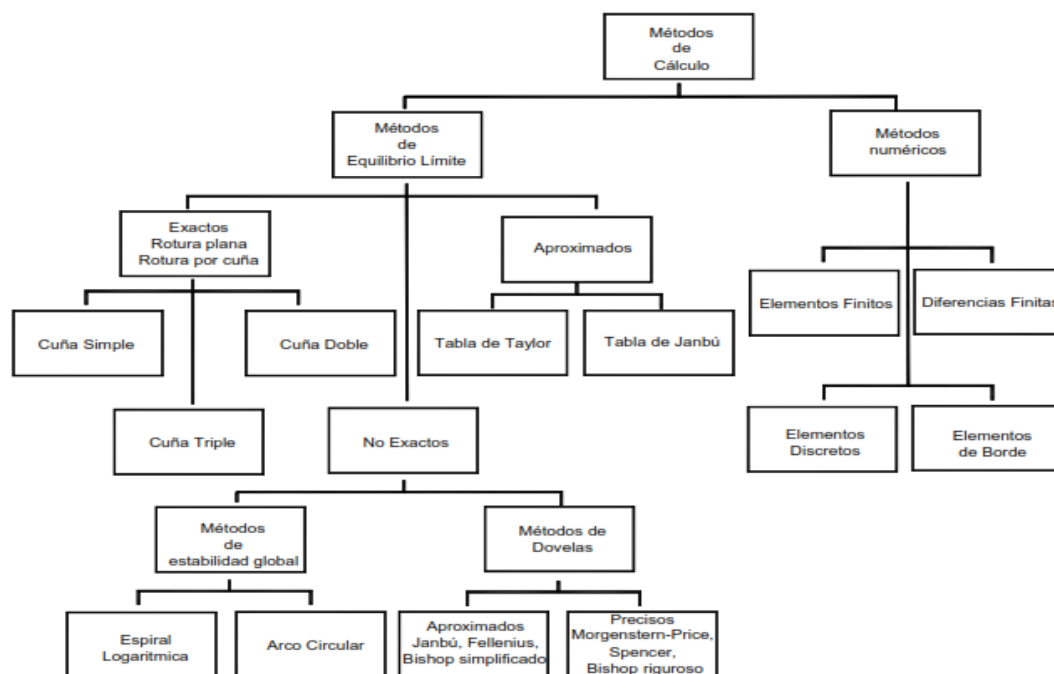 Métodos
de
Cálculo
Métodos
de
Equilibrio Límite
Métodos
numéricos
Exactos
Rotura plana
Rotura por cuña
Aproximados
Elementos Finitos
Diferencias Finitas
Cuña Simple
Cuña Doble
Tabla de Taylor
Tabla de Janbú
Cuña Triple
No Exactos
Elementos
Discretos
Elementos
de Borde
Métodos
de
estabilidad global
Métodos de
Dovelas
Espiral
Logaritmica
Arco Circular
Aproximados
Janbú, Fellenius,
Bishop simplificado
Precisos
Morgenstern-Price,
Spencer,
Bishop riguroso